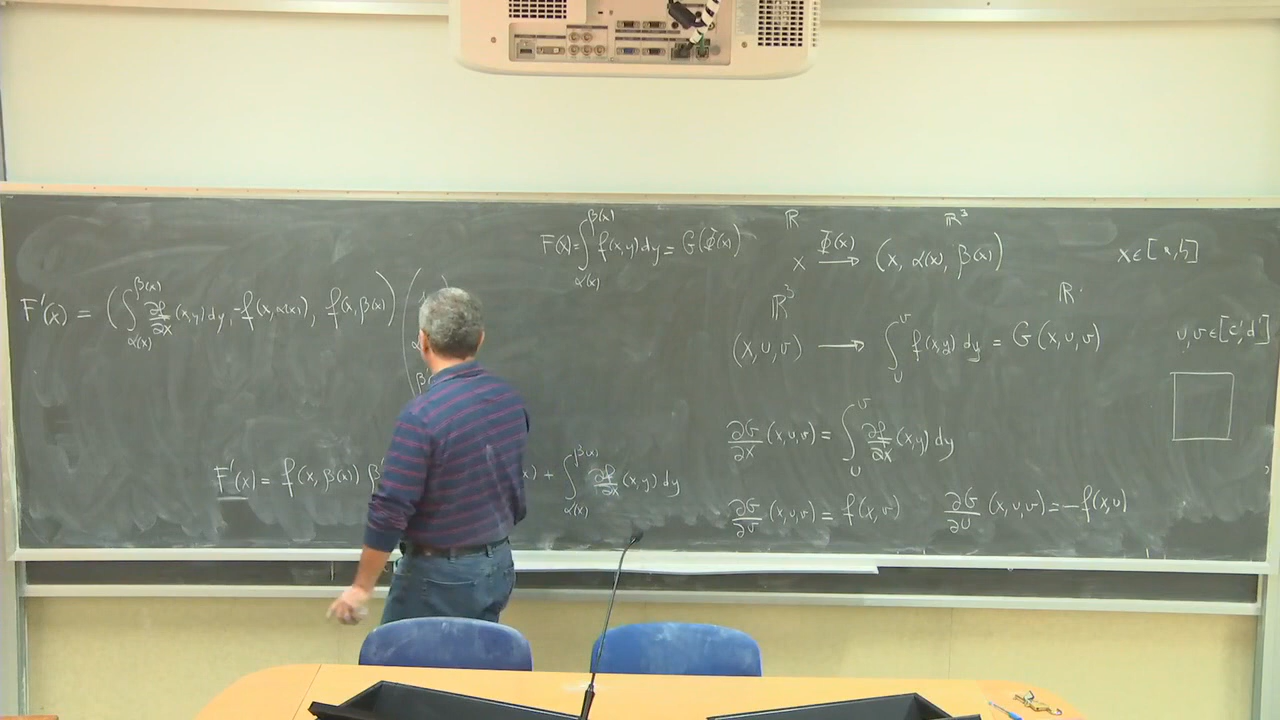 F'(x) = ( ∫_{α(x)}^{β(x)} ∂f/∂x (x,y) dy, -f(x,α(x)), f(x,β(x)) ) (
F'(x) = f(x, β(x)) β
x) + ∫_{α(x)}^{β(x)} ∂f/∂x (x,y) dy
F(x) = ∫_{α(x)}^{β(x)} f(x,y) dy = G(Φ(x))
ℝ ℝ³
x →^{Φ(x)} (x, α(x), β(x))
x ∈ [a,b]
ℝ³ ℝ
(x,u,v) → ∫_u^v f(x,y) dy = G(x,u,v)
u,v ∈ [c',d']
∂G/∂x (x,u,v) = ∫_u^v ∂f/∂x (x,y) dy
∂G/∂v (x,u,v) = f(x,v) ∂G/∂u (x,u,v) = -f(x,u)